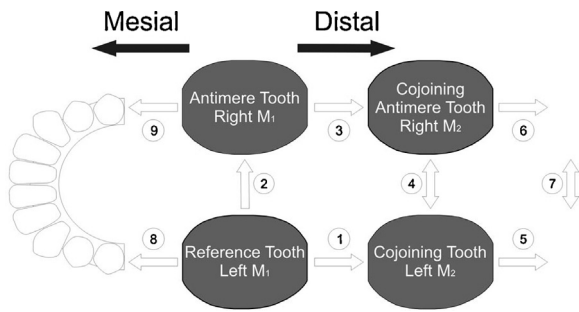 Mesial
Distal
Antimere Tooth
Right M₁
Cojoining
Antimere Tooth
Right M₂
9
3
6
2
4
7
8
1
5
Reference Tooth
Left M₁
Cojoining Tooth
Left M₂